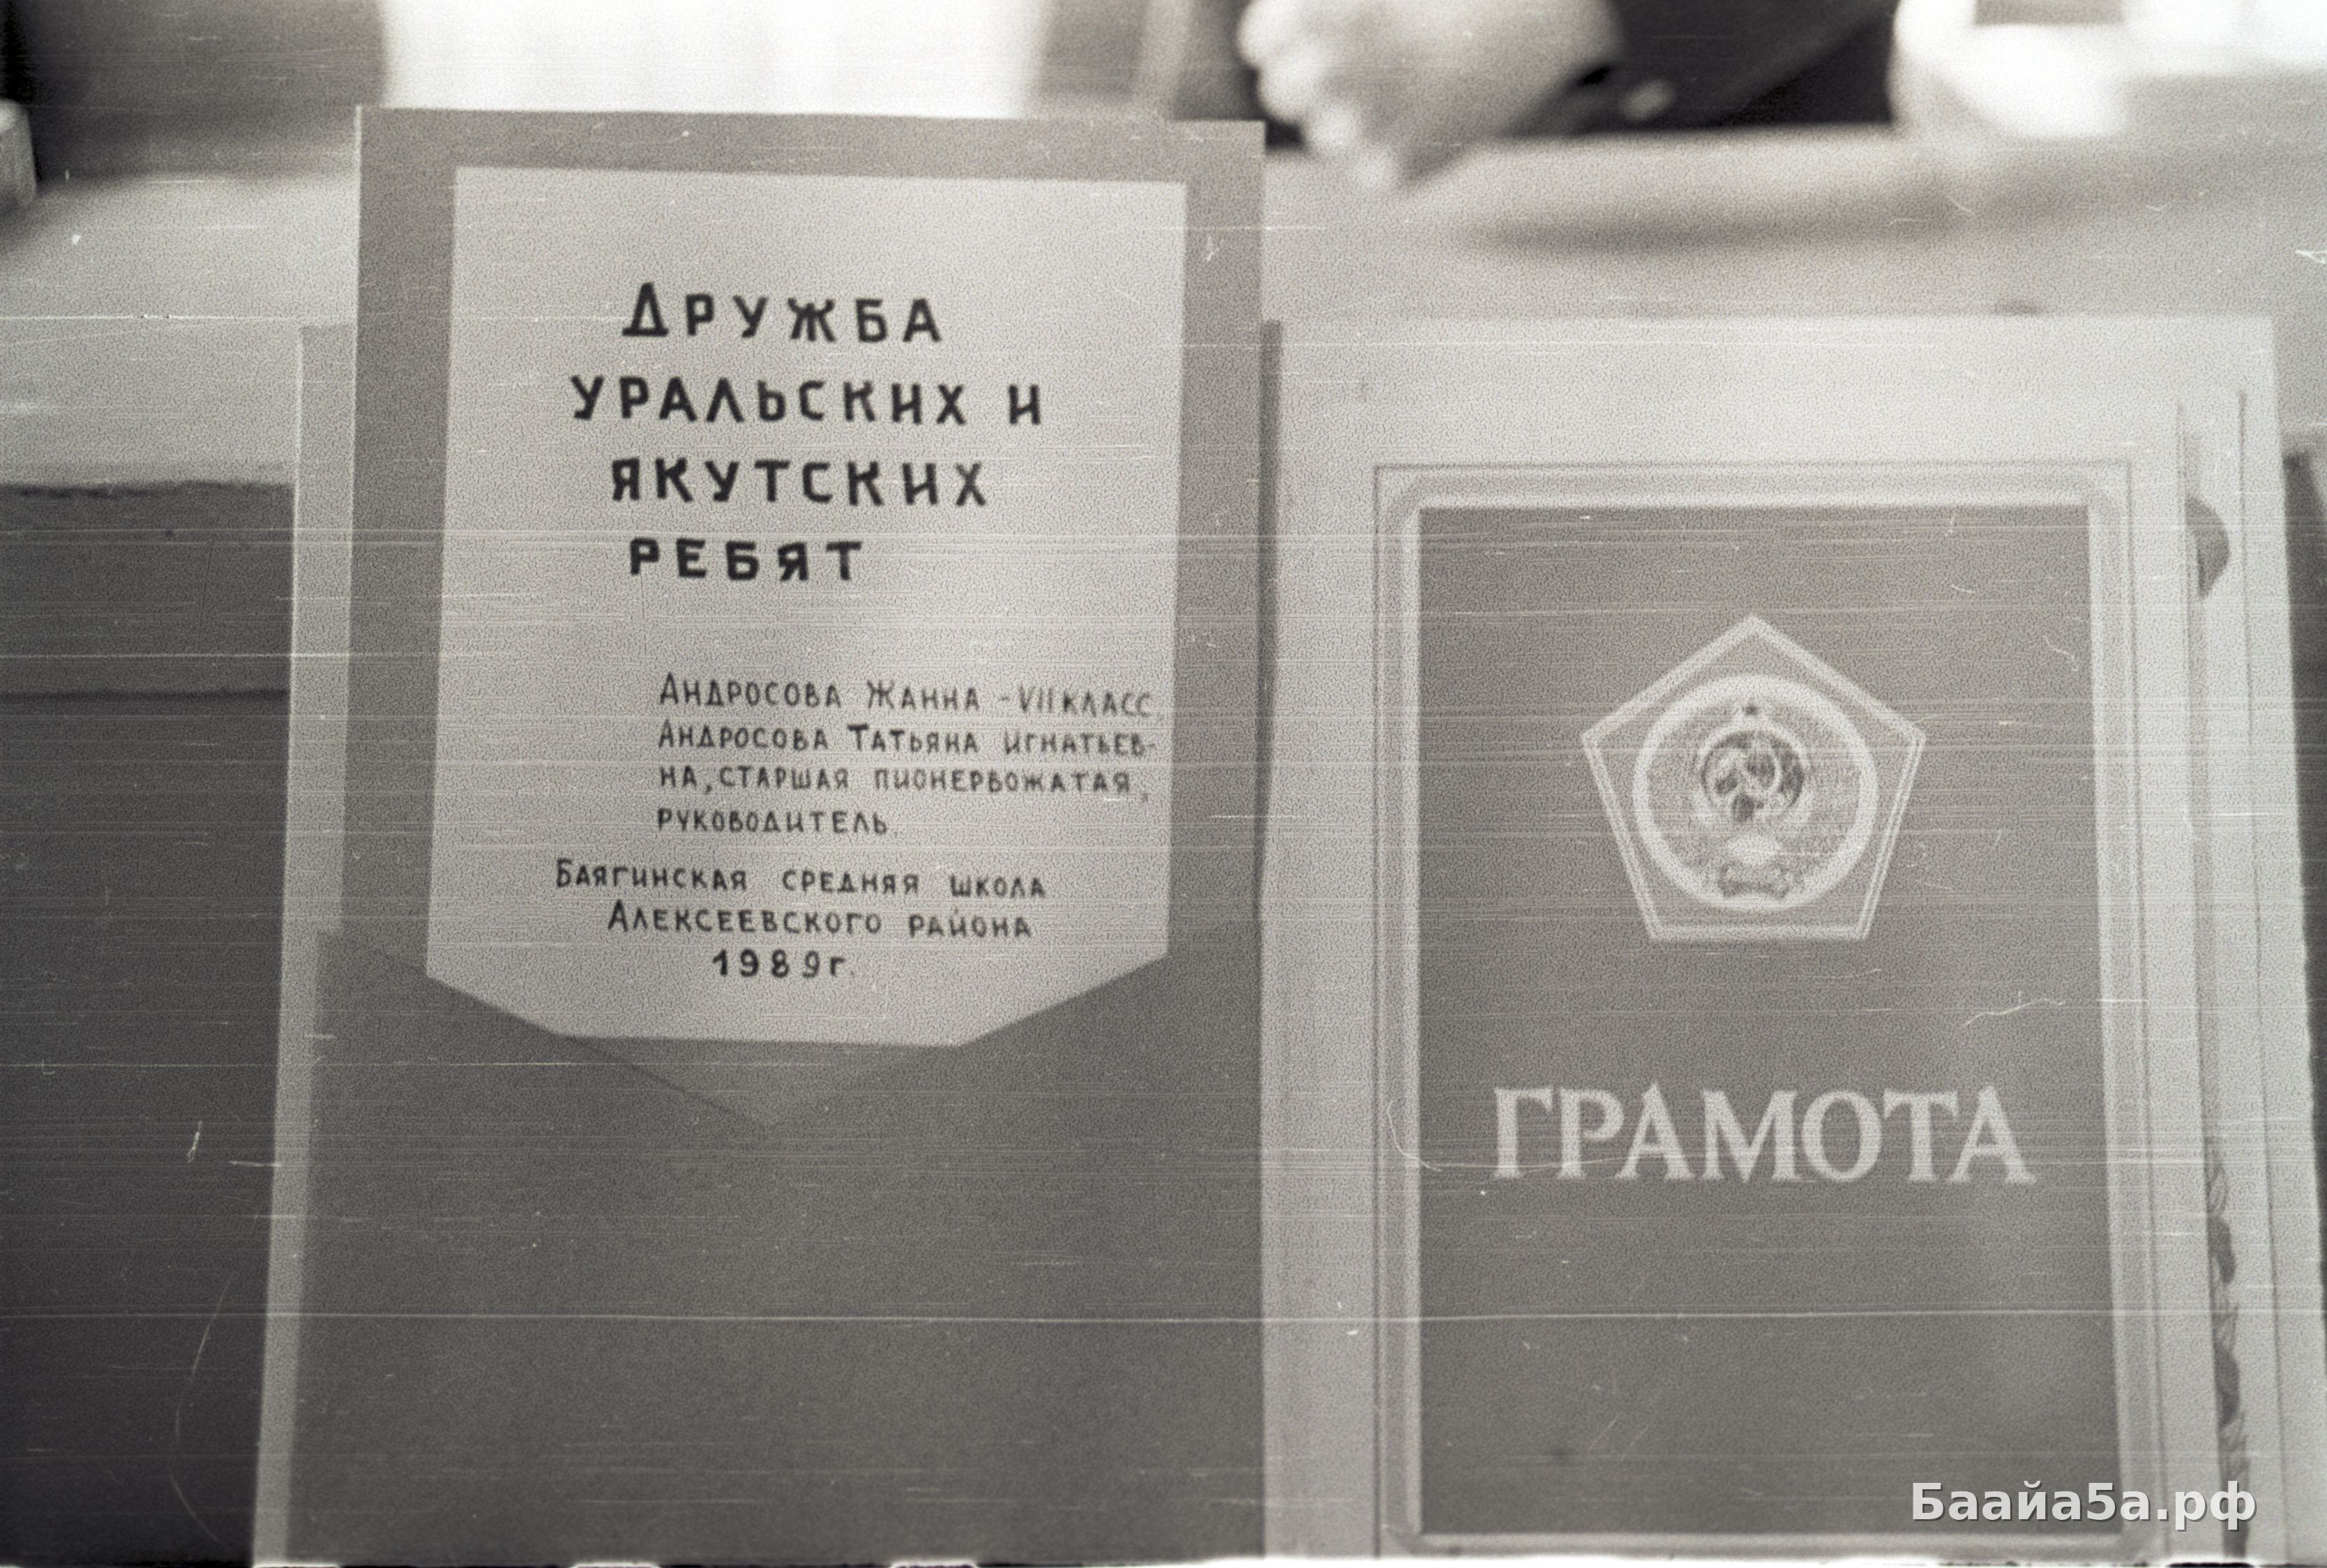 ДРУЖБА
УРАЛЬСКИХ И
ЯКУТСКИХ
РЕБЯТ
АНДРОСОВА ЖАННА - VII КЛАСС,
АНДРОСОВА ТАТЬЯНА ИГНАТЬЕВ-
НА, СТАРШАЯ ПИОНЕРВОЖАТАЯ,
РУКОВОДИТЕЛЬ.
БАЯГИНСКАЯ СРЕДНЯЯ ШКОЛА
АЛЕКСЕЕВСКОГО РАЙОНА
1989г.
ГРАМОТА
Баайа5а.рф